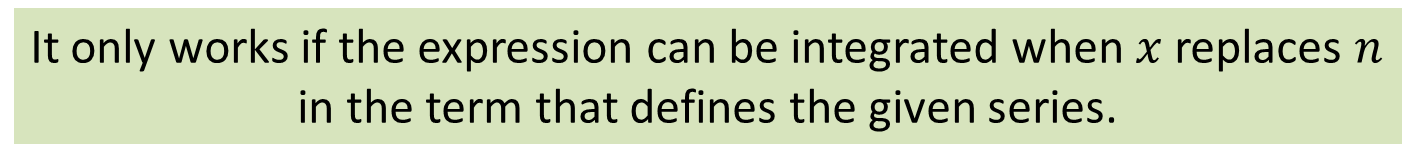 It only works if the expression can be integrated when x replaces n
in the term that defines the given series.